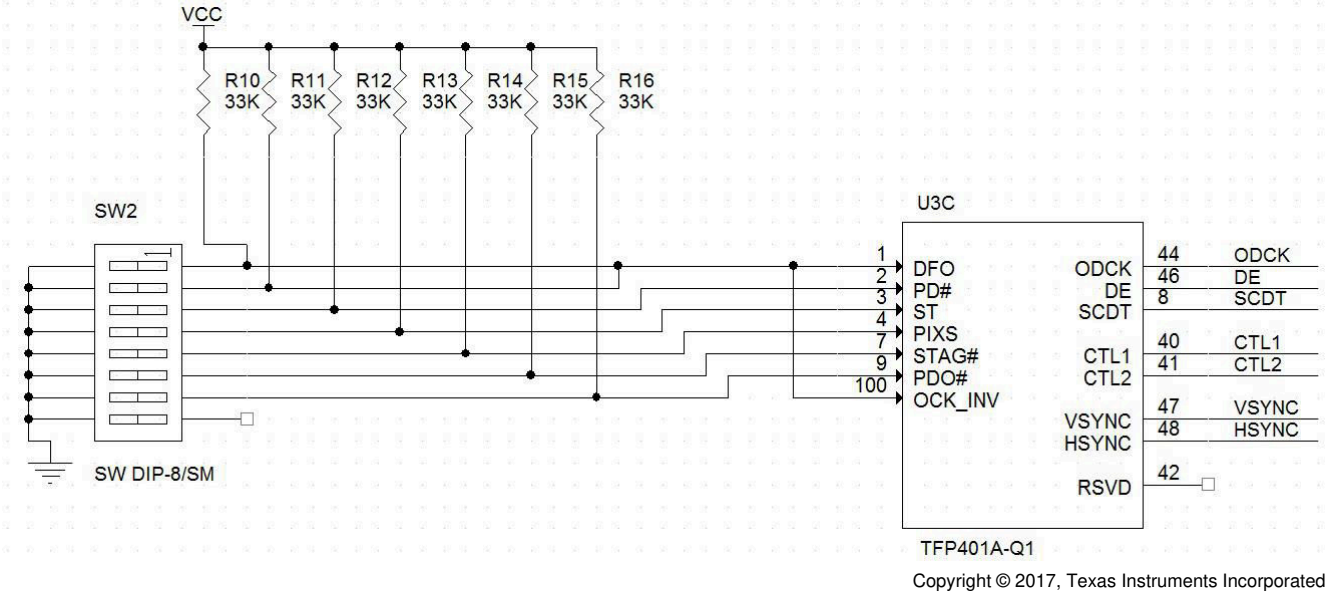 VCC
R10 R11 R12 R13 R14 R15 R16
33K 33K 33K 33K 33K 33K 33K
SW2
1
SW DIP-8/SM
U3C
1 DFO
2 PD#
3 ST
4 PIXS
7 STAG#
9 PDO#
100 OCK_INV
ODCK 44 ODCK
DE 46 DE
SCDT 8 SCDT
CTL1 40 CTL1
CTL2 41 CTL2
VSYNC 47 VSYNC
HSYNC 48 HSYNC
RSVD 42
TFP401A-Q1
Copyright © 2017, Texas Instruments Incorporated